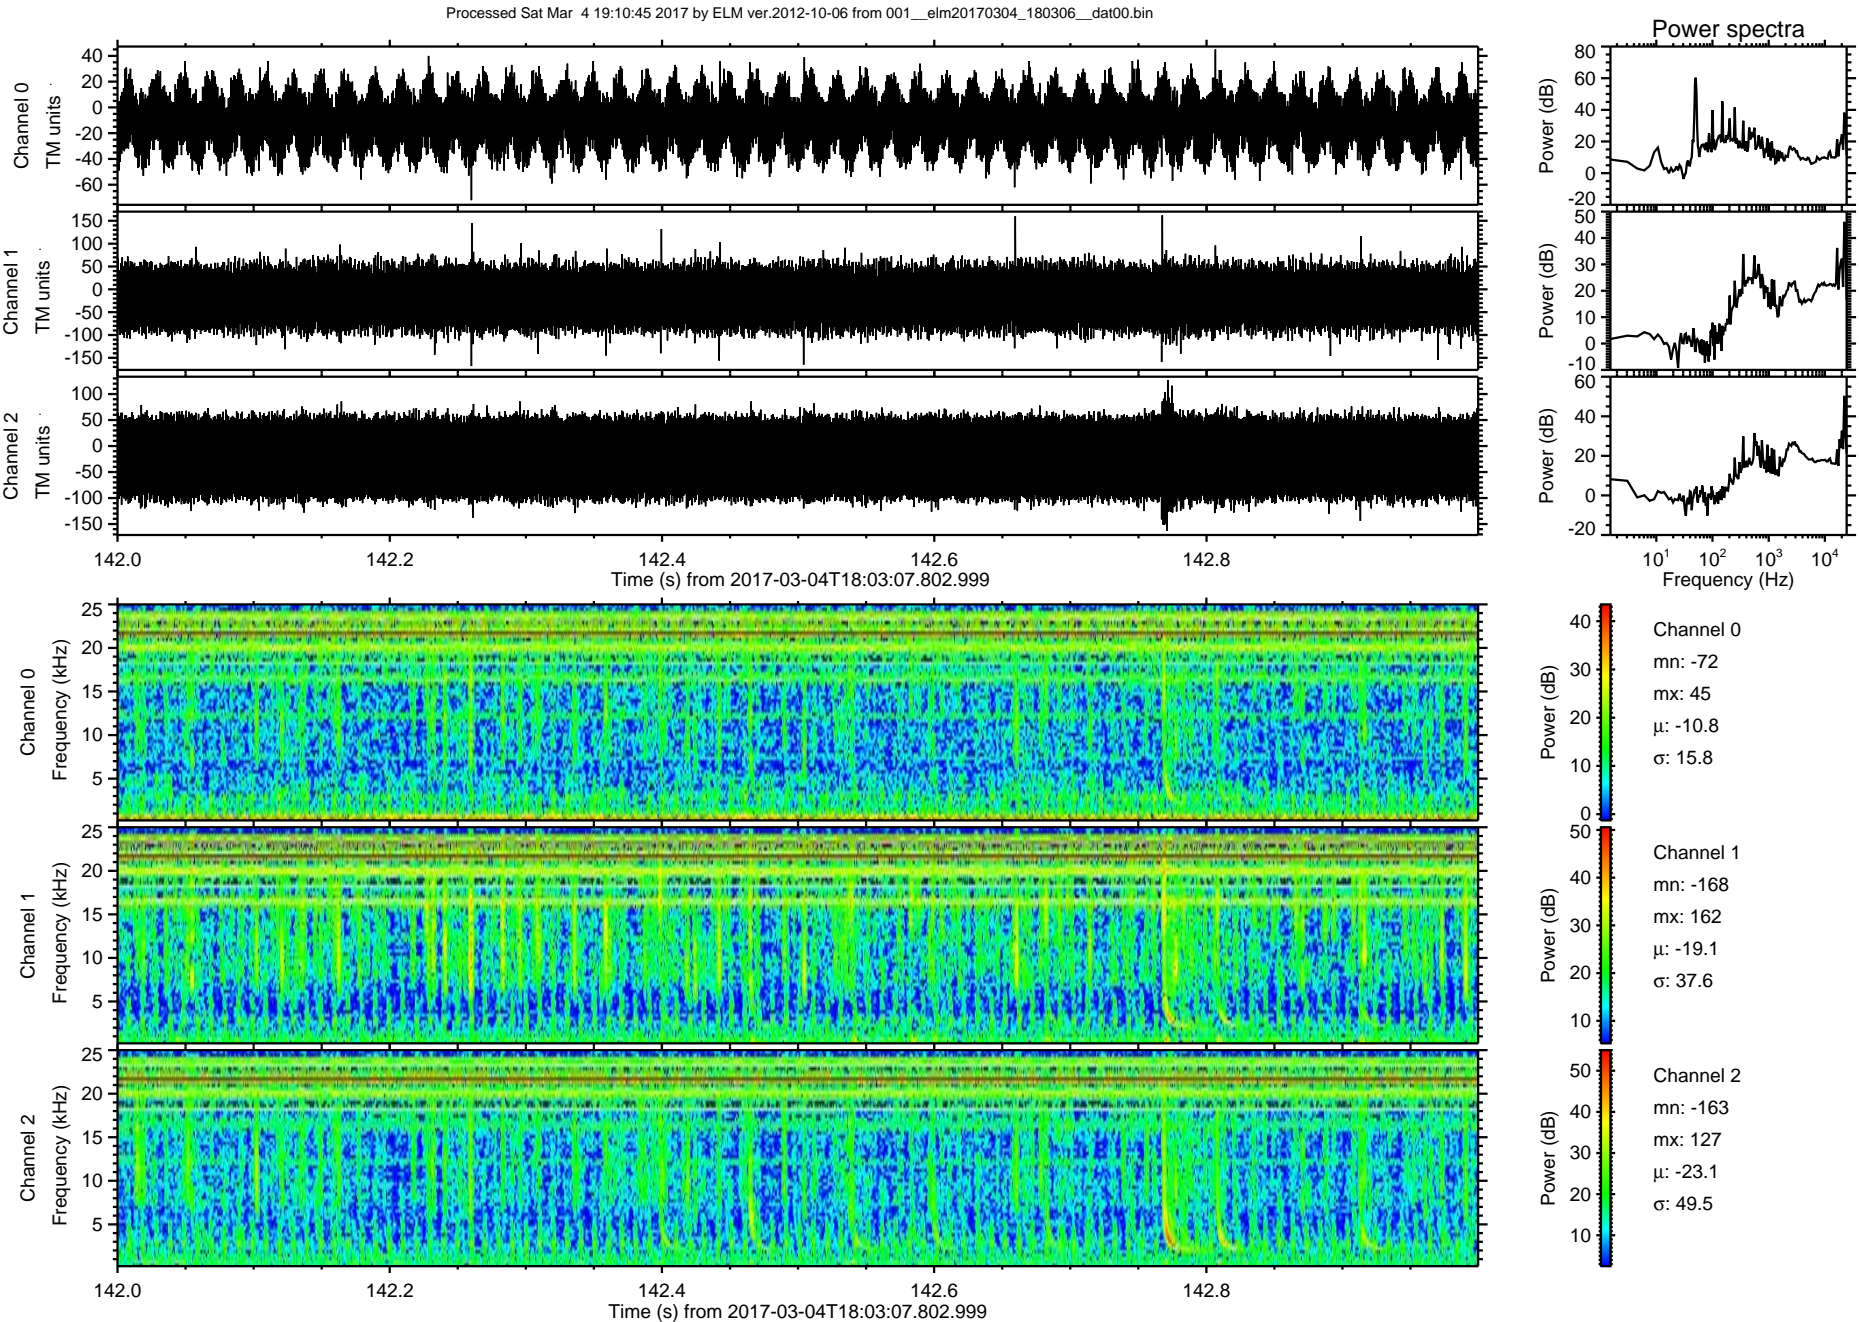 Processed Sat Mar  4 19:10:45 2017 by ELM ver.2012-10-06 from 001__elm20170304_180306__dat00.bin
Power spectra
Channel 0
TM units
40
20
0
-20
-40
-60
Power (dB)
80
60
40
20
0
-20
Channel 1
TM units
150
100
50
0
-50
-100
-150
Power (dB)
50
40
30
20
10
0
-10
Channel 2
TM units
100
50
0
-50
-100
-150
Power (dB)
60
40
20
0
-20
142.0 142.2 142.4 142.6 142.8
Time (s) from 2017-03-04T18:03:07.802.999
10^1 10^2 10^3 10^4
Frequency (Hz)
Channel 0
Frequency (kHz)
25
20
15
10
5
Power (dB)
40
30
20
10
0
Channel 0
mn: -72
mx: 45
μ: -10.8
σ: 15.8
Channel 1
Frequency (kHz)
25
20
15
10
5
Power (dB)
50
40
30
20
10
Channel 1
mn: -168
mx: 162
μ: -19.1
σ: 37.6
Channel 2
Frequency (kHz)
25
20
15
10
5
Power (dB)
50
40
30
20
10
Channel 2
mn: -163
mx: 127
μ: -23.1
σ: 49.5
142.0 142.2 142.4 142.6 142.8
Time (s) from 2017-03-04T18:03:07.802.999